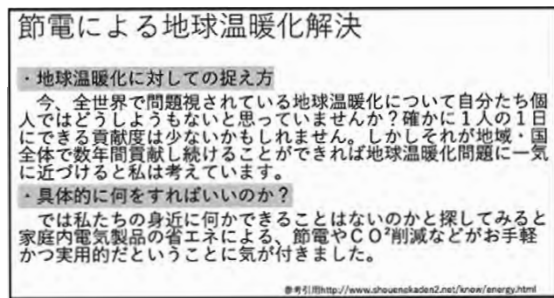 節電による地球温暖化解決
・地球温暖化に対しての捉え方
今、全世界で問題視されている地球温暖化について自分たち個
人ではどうしようもないと思っていませんか？確かに１人の１日
にできる貢献度は少ないかもしれません。しかしそれが地域・国
全体で数年間貢献し続けることができれば地球温暖化問題に一気
に近づけると私は考えています。
・具体的に何をすればいいのか？
では私たちの身近に何かできることはないのかと探してみると
家庭内電気製品の省エネによる、節電やＣＯ²削減などがお手軽
かつ実用的だということに気が付きました。
参考引用http://www.shouenekaden2.net/know/energy.html